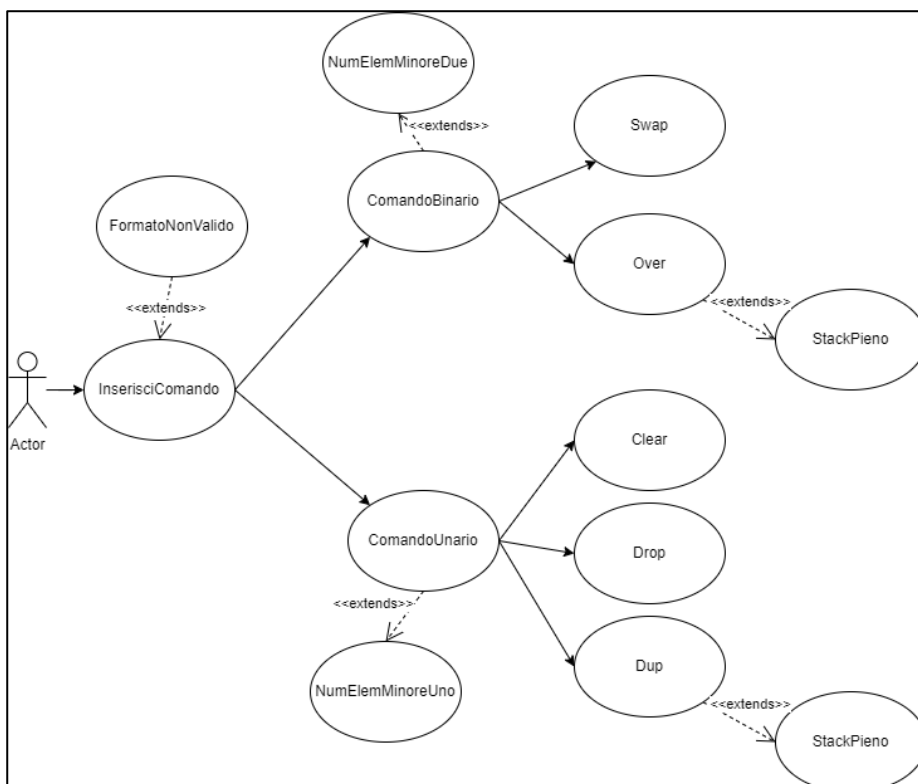 NumElemMinoreDue
<<extends>>
Swap
ComandoBinario
FormatoNonValido
Over
<<extends>>
<<extends>>
StackPieno
InserisciComando
Actor
Clear
ComandoUnario
Drop
<<extends>>
Dup
NumElemMinoreUno
<<extends>>
StackPieno